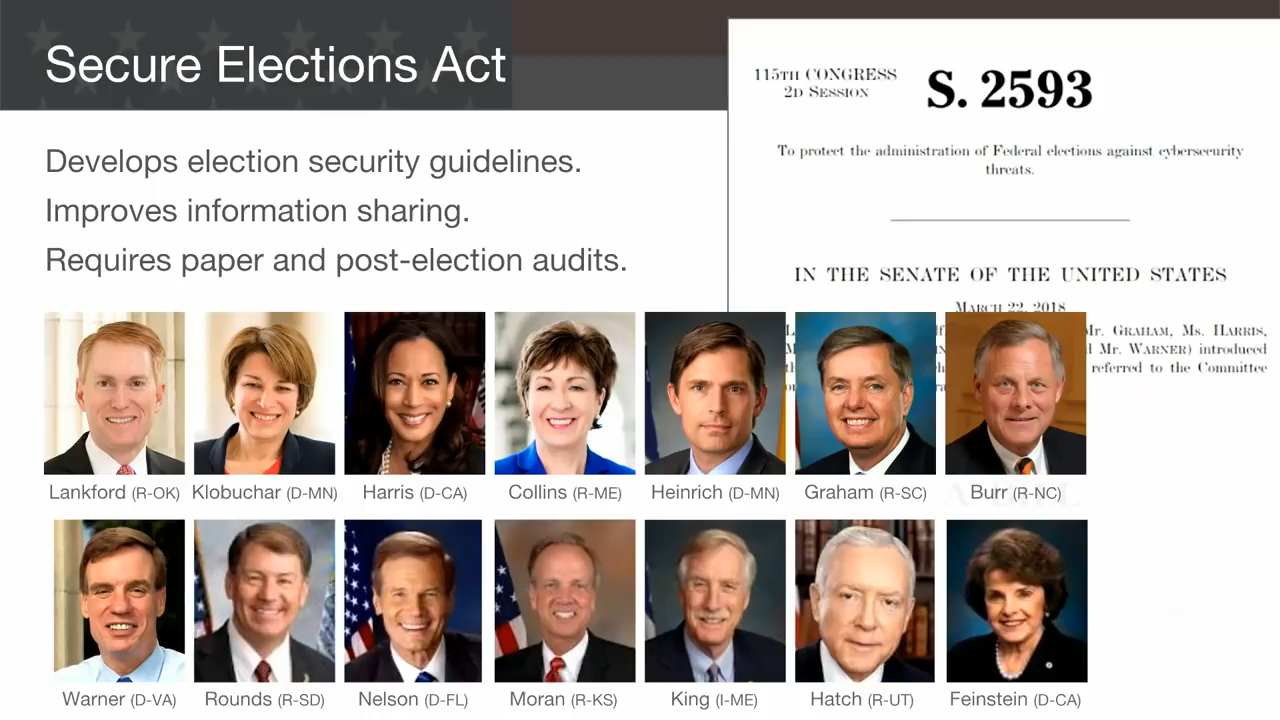 Secure Elections Act
Develops election security guidelines.
Improves information sharing.
Requires paper and post-election audits.
115TH CONGRESS
2D SESSION
S. 2593
To protect the administration of Federal elections against cybersecurity
threats.
IN THE SENATE OF THE UNITED STATES
MARCH 22, 2018
Mr. GRAHAM, Ms. HARRIS,
Mr. WARNER) introduced
referred to the Committee
Lankford (R-OK) Klobuchar (D-MN) Harris (D-CA) Collins (R-ME) Heinrich (D-MN) Graham (R-SC) Burr (R-NC)
Warner (D-VA) Rounds (R-SD) Nelson (D-FL) Moran (R-KS) King (I-ME) Hatch (R-UT) Feinstein (D-CA)